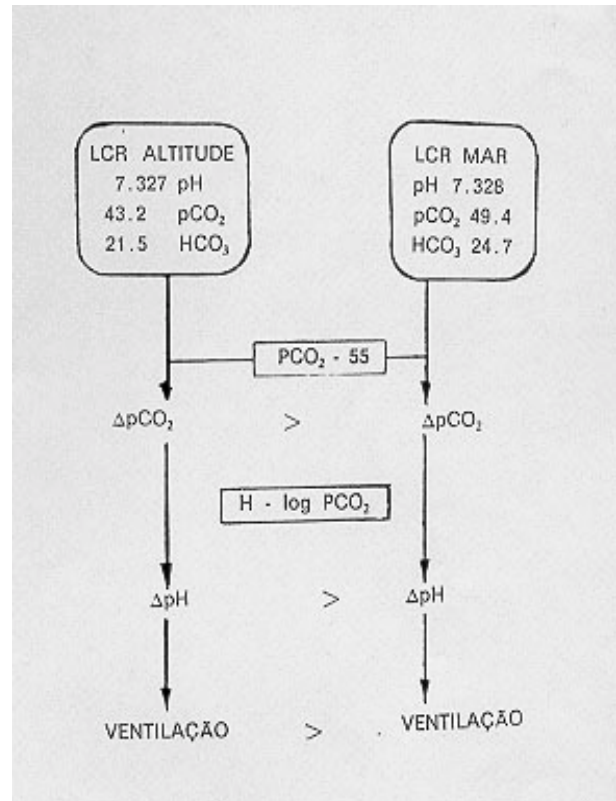 LCR ALTITUDE
7.327 pH
43.2 pCO₂
21.5 HCO₃
LCR MAR
pH 7.328
pCO₂ 49.4
HCO₃ 24.7
PCO₂ - 55
ΔpCO₂ > ΔpCO₂
H - log PCO₂
ΔpH > ΔpH
VENTILAÇÃO > VENTILAÇÃO